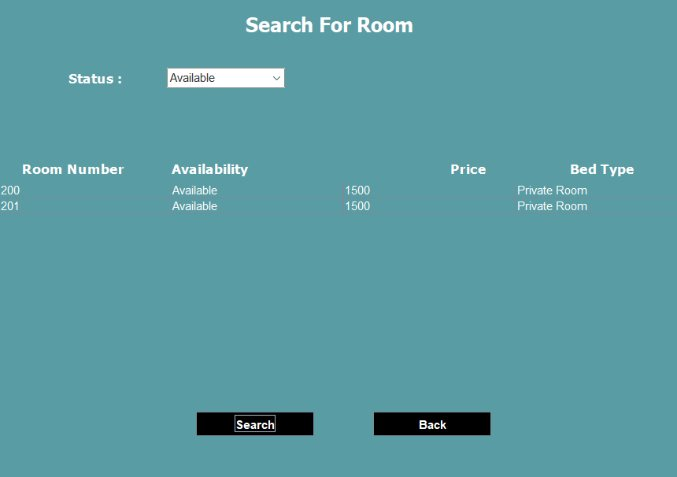 Search For Room
Status : Available
Room Number Availability Price Bed Type
200 Available 1500 Private Room
201 Available 1500 Private Room
Search Back